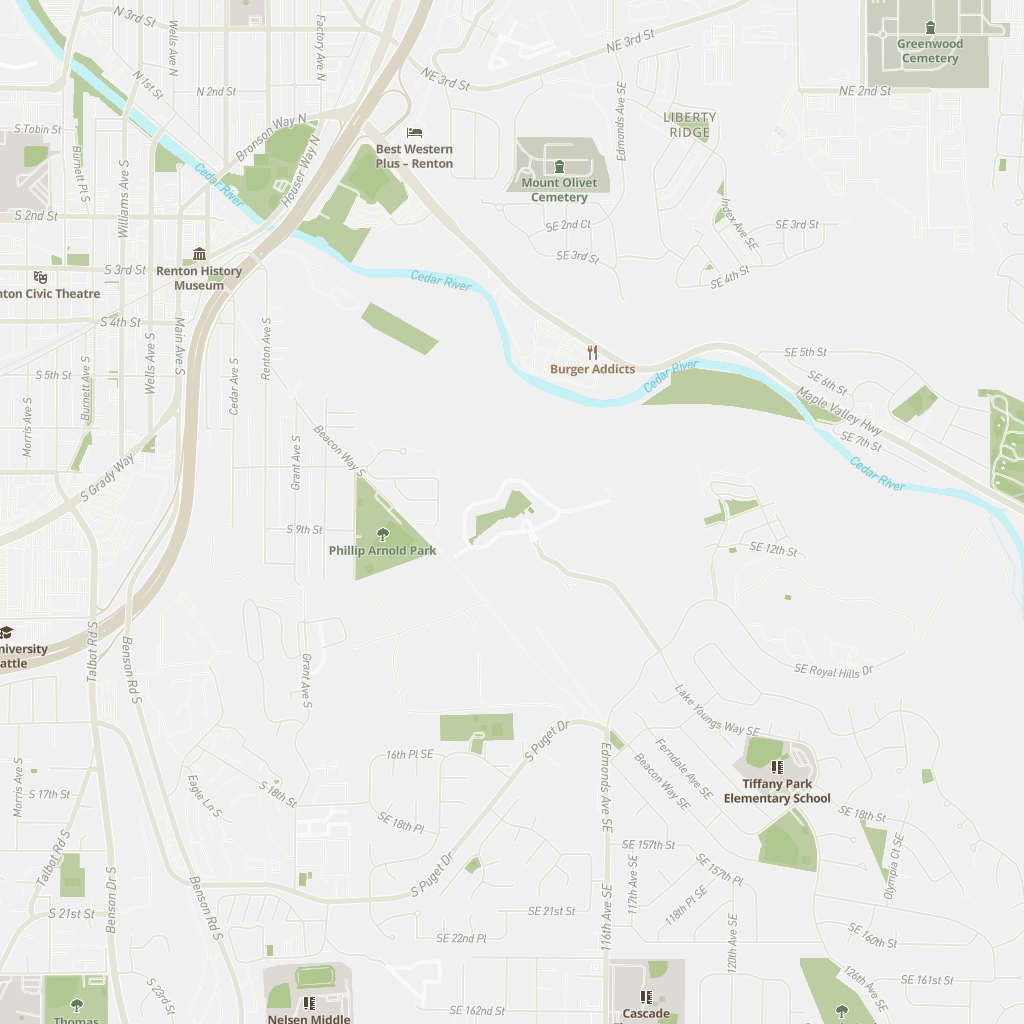 N 3rd St
Wells Ave N
Factory Ave N
NE 3rd St
NE 3rd St
Greenwood
Cemetery
N 1st St
N 2nd St
NE 2nd St
S Tobin St
Bronson Way N
Houser Way N
Best Western
Plus – Renton
Edmonds Ave SE
LIBERTY
RIDGE
Burnett Pl S
Williams Ave S
Cedar River
Mount Olivet
Cemetery
Index Ave SE
S 2nd St
SE 2nd Ct
SE 3rd St
SE 3rd St
SE 4th St
S 3rd St
Renton History
Museum
nton Civic Theatre
Cedar River
S 4th St
Main Ave S
Wells Ave S
Renton Ave S
Cedar Ave S
Burger Addicts
Cedar River
SE 5th St
SE 6th St
Maple Valley Hwy
SE 7th St
Cedar River
S 5th St
Burnett Ave S
Morris Ave S
S Grady Way
Grant Ave S
Beacon Way S
S 9th St
Phillip Arnold Park
SE 12th St
niversity
attle
Talbot Rd S
Benson Rd S
Grant Ave S
SE Royal Hills Dr
Lake Youngs Way SE
S Puget Dr
16th Pl SE
Edmonds Ave SE
Ferndale Ave SE
Beacon Way SE
Tiffany Park
Elementary School
Morris Ave S
S 17th St
Eagle Ln S
S 18th St
SE 18th Pl
SE 18th St
Olympia Ct SE
Talbot Rd S
S Puget Dr
SE 157th St
SE 157th Pl
117th Ave SE
118th Pl SE
116th Ave SE
120th Ave SE
S 21st St
Benson Dr S
Benson Rd S
SE 21st St
SE 22nd Pl
SE 160th St
126th Ave SE
SE 161st St
S 23rd St
SE 162nd St
Thomas
Nelsen Middle
Cascade